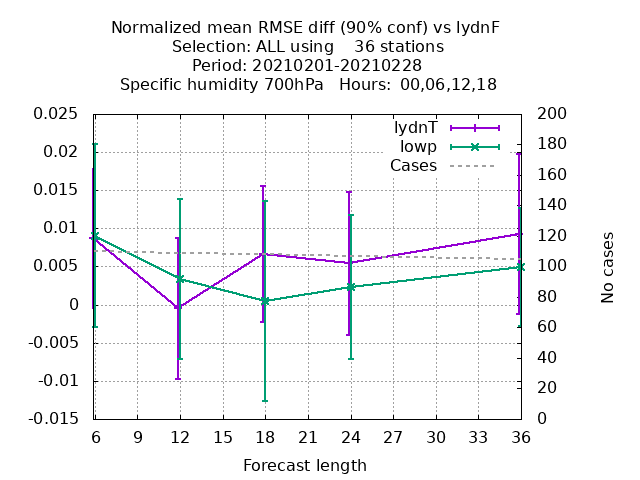 Normalized mean RMSE diff (90% conf) vs lydnF
Selection: ALL using    36 stations
Period: 20210201-20210228
Specific humidity 700hPa   Hours:  00,06,12,18
lydnT
lowp
Cases
0.025
0.02
0.015
0.01
0.005
0
-0.005
-0.01
-0.015
200
180
160
140
120
100
80
60
40
20
0
No cases
6 9 12 15 18 21 24 27 30 33 36
Forecast length